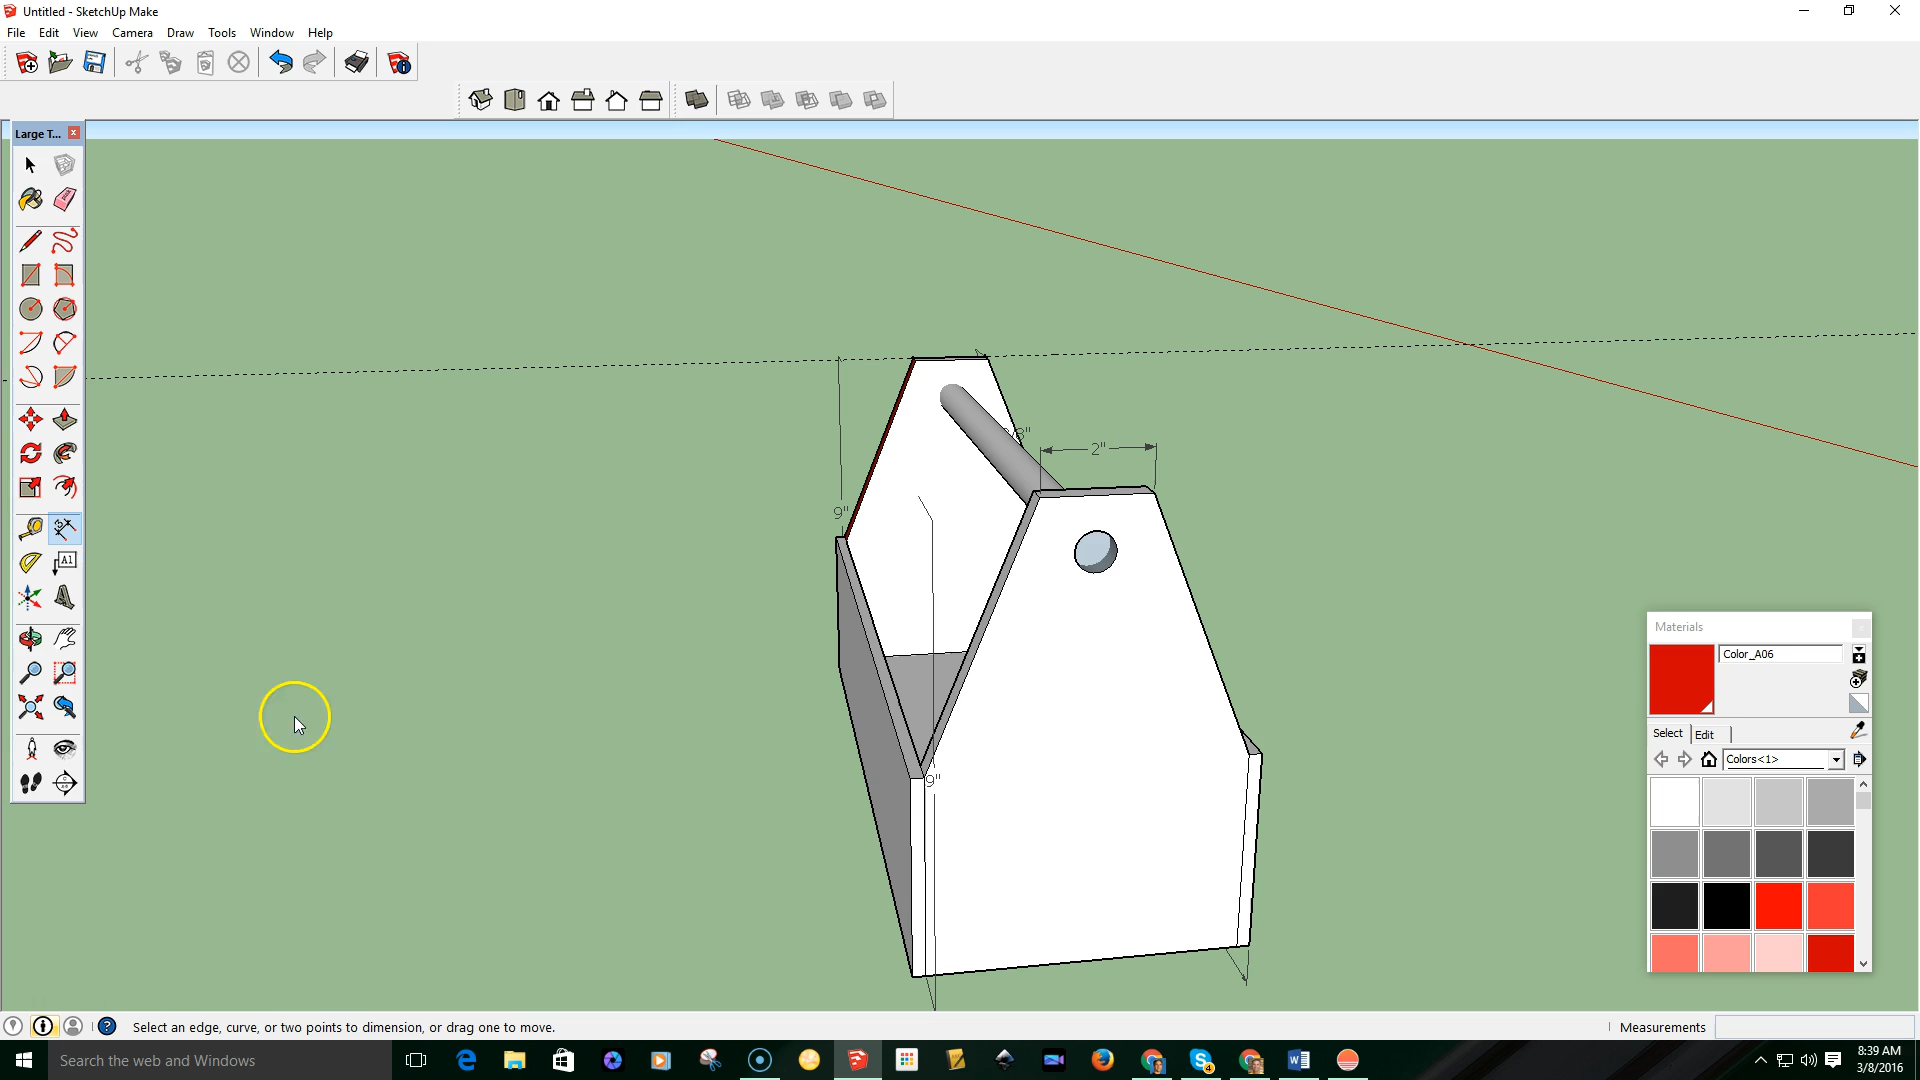 Untitled - SketchUp Make
File Edit View Camera Draw Tools Window Help
Large T...
A1
2"
9"
9"
Materials
Color_A06
Select Edit
Colors<1>
Select an edge, curve, or two points to dimension, or drag one to move.
Measurements
Search the web and Windows
4
8:39 AM
3/8/2016